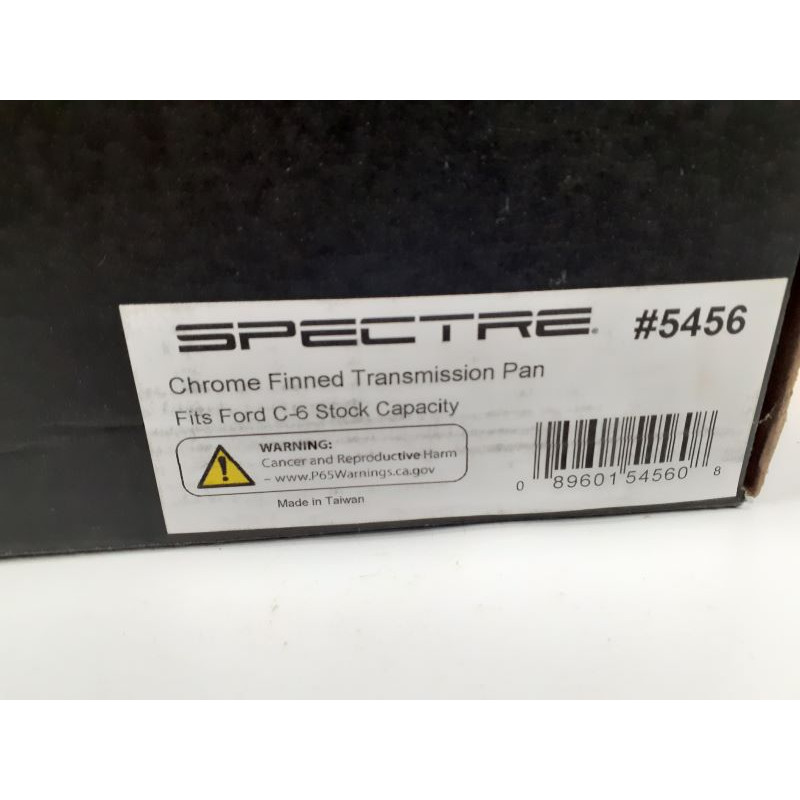 SPECTRE® #5456
Chrome Finned Transmission Pan
Fits Ford C-6 Stock Capacity
WARNING:
Cancer and Reproductive Harm
– www.P65Warnings.ca.gov
Made in Taiwan
0 89601 54560 8